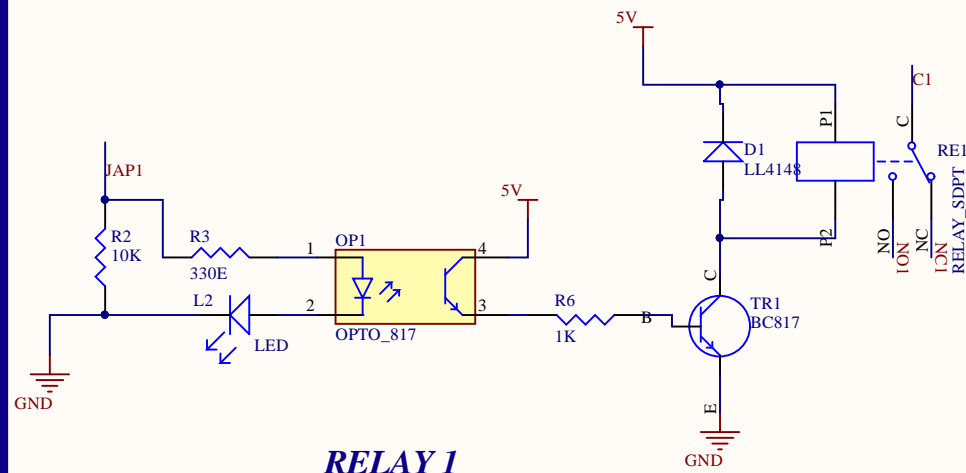 5V
C1
P1
C
D1
LL4148
RE1
RELAY_SDPT
JAP1
5V
R2
10K
R3
330E
1
OP1
4
P2
NO
NO1
NC
NC1
L2
LED
2
OPTO_817
3
R6
1K
B
C
TR1
BC817
GND
E
GND
RELAY 1